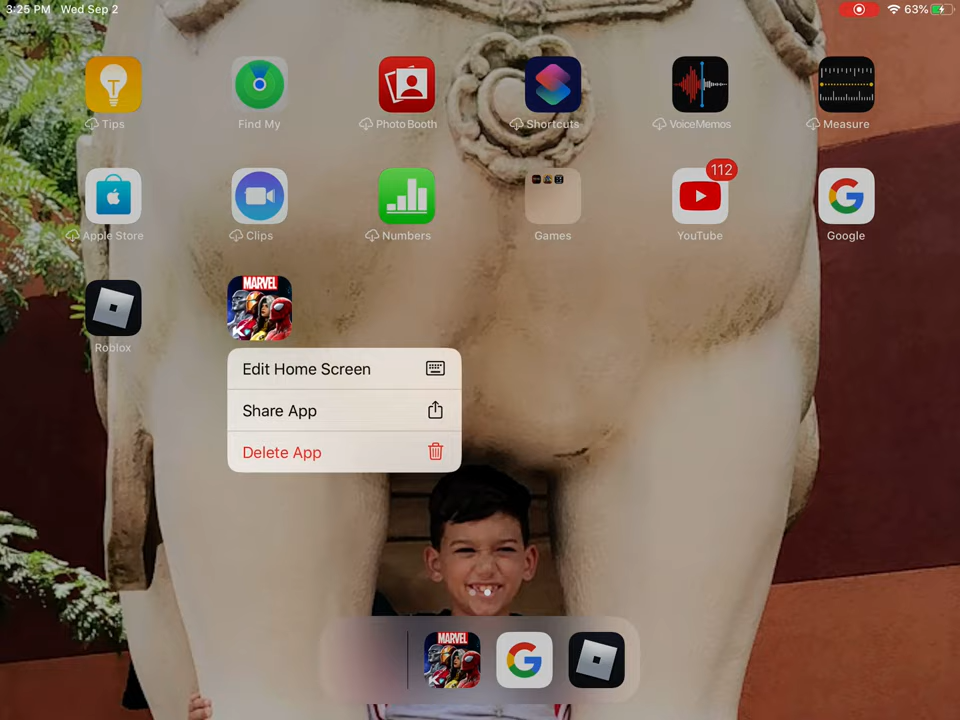 3:25 PM Wed Sep 2
63%
Tips
Find My
Photo Booth
Shortcuts
VoiceMemos
Measure
112
Apple Store
Clips
Numbers
Games
YouTube
Google
MARVEL
Roblox
Edit Home Screen
Share App
Delete App
MARVEL